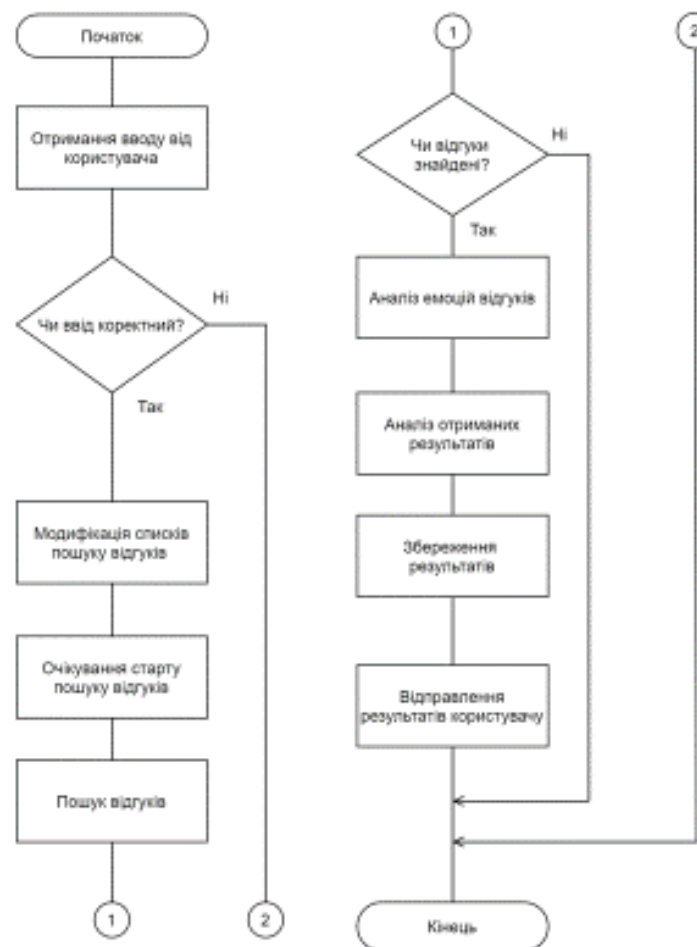 Початок
Отримання вводу від
користувача
Чи ввід коректний?
Ні
Так
Модифікація списків
пошуку відгуків
Очікування старту
пошуку відгуків
Пошук відгуків
1
2
1
Чи відгуки
знайдені?
Ні
Так
Аналіз емоцій відгуків
Аналіз отриманих
результатів
Збереження
результатів
Відправлення
результатів користувачу
Кінець
2